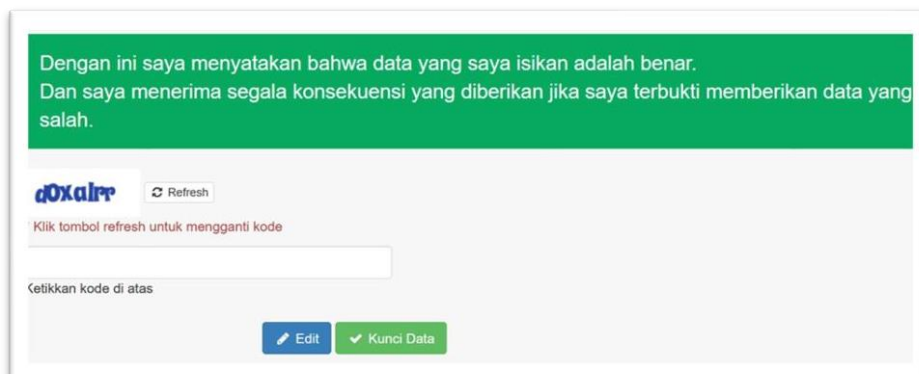 Dengan ini saya menyatakan bahwa data yang saya isikan adalah benar.
Dan saya menerima segala konsekuensi yang diberikan jika saya terbukti memberikan data yang
salah.
Refresh
Klik tombol refresh untuk mengganti kode
Ketikkan kode di atas
Edit
Kunci Data